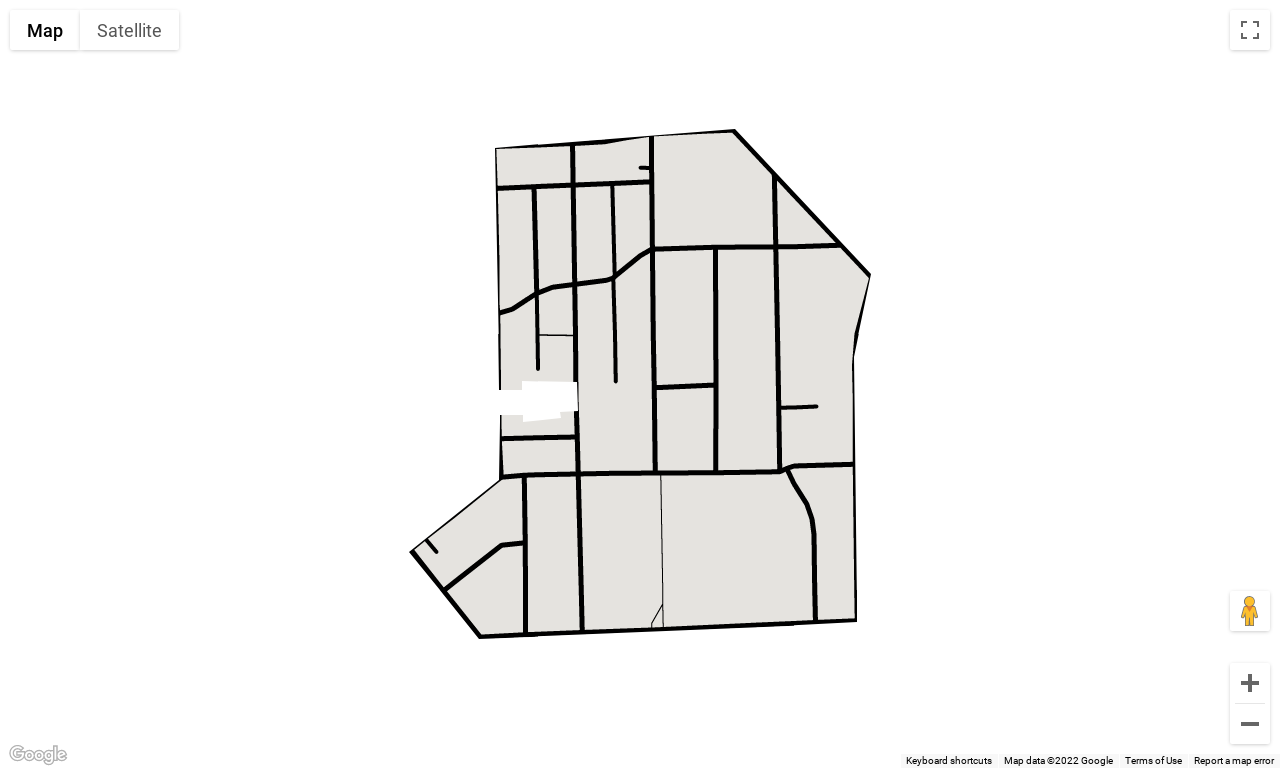 Map Satellite
Google
Keyboard shortcuts Map data ©2022 Google Terms of Use Report a map error